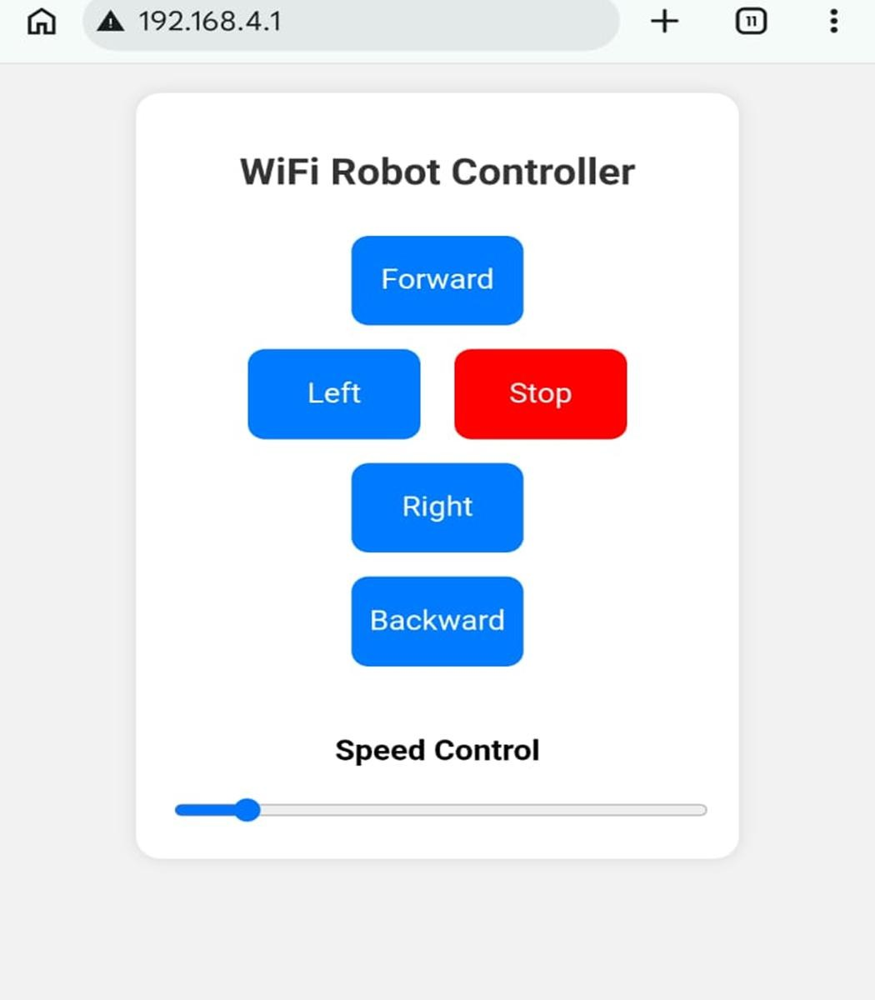 192.168.4.1
11
WiFi Robot Controller
Forward
Left Stop
Right
Backward
Speed Control